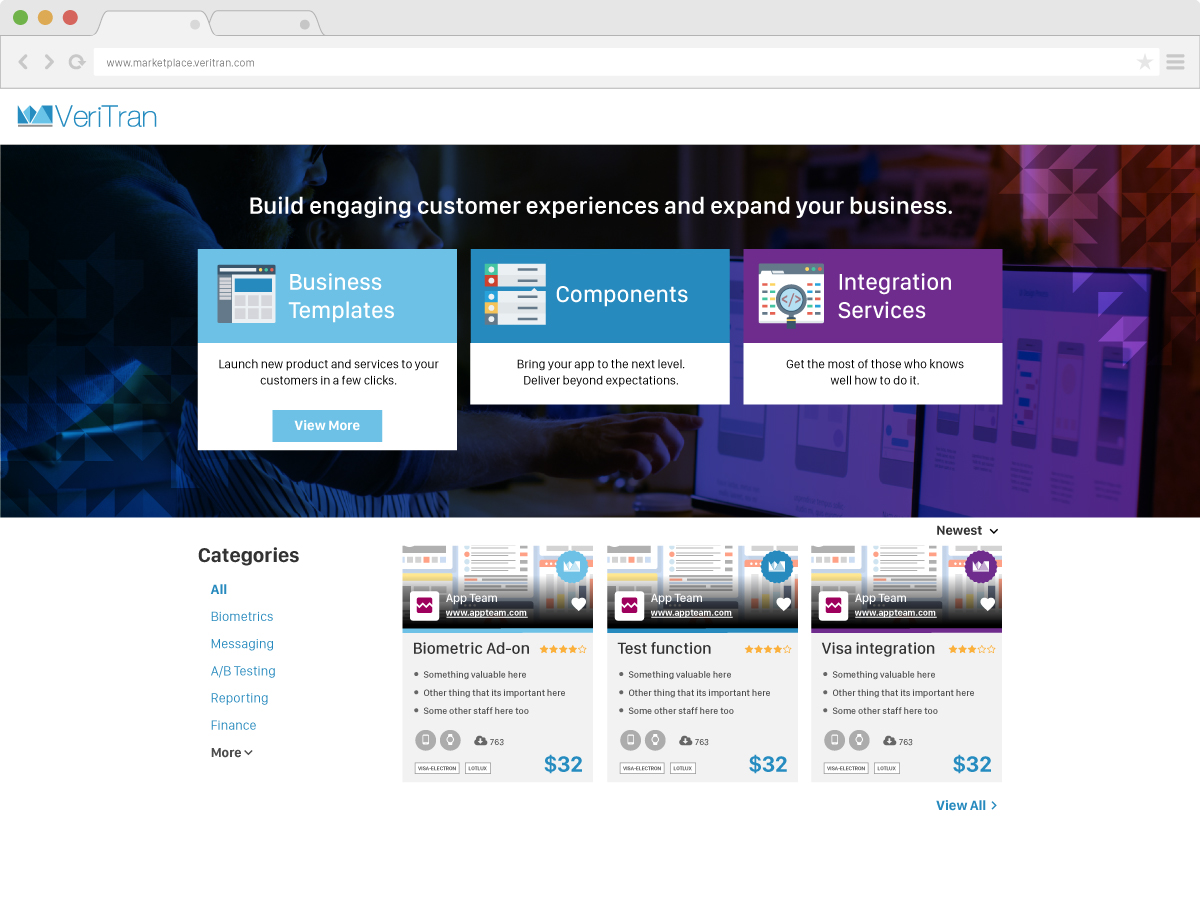 www.marketplace.veritran.com
VeriTran
Build engaging customer experiences and expand your business.
Business
Templates
Launch new product and services to your
customers in a few clicks.
View More
Components
Bring your app to the next level.
Deliver beyond expectations.
Integration
Services
Get the most of those who knows
well how to do it.
Newest
Categories
All
Biometrics
Messaging
A/B Testing
Reporting
Finance
More
App Team
www.appteam.com
Biometric Ad-on
Something valuable here
Other thing that its important here
Some other staff here too
763
VISA-ELECTRON LOTLUX
$32
App Team
www.appteam.com
Test function
Something valuable here
Other thing that its important here
Some other staff here too
763
VISA-ELECTRON LOTLUX
$32
App Team
www.appteam.com
Visa integration
Something valuable here
Other thing that its important here
Some other staff here too
763
VISA-ELECTRON LOTLUX
$32
View All